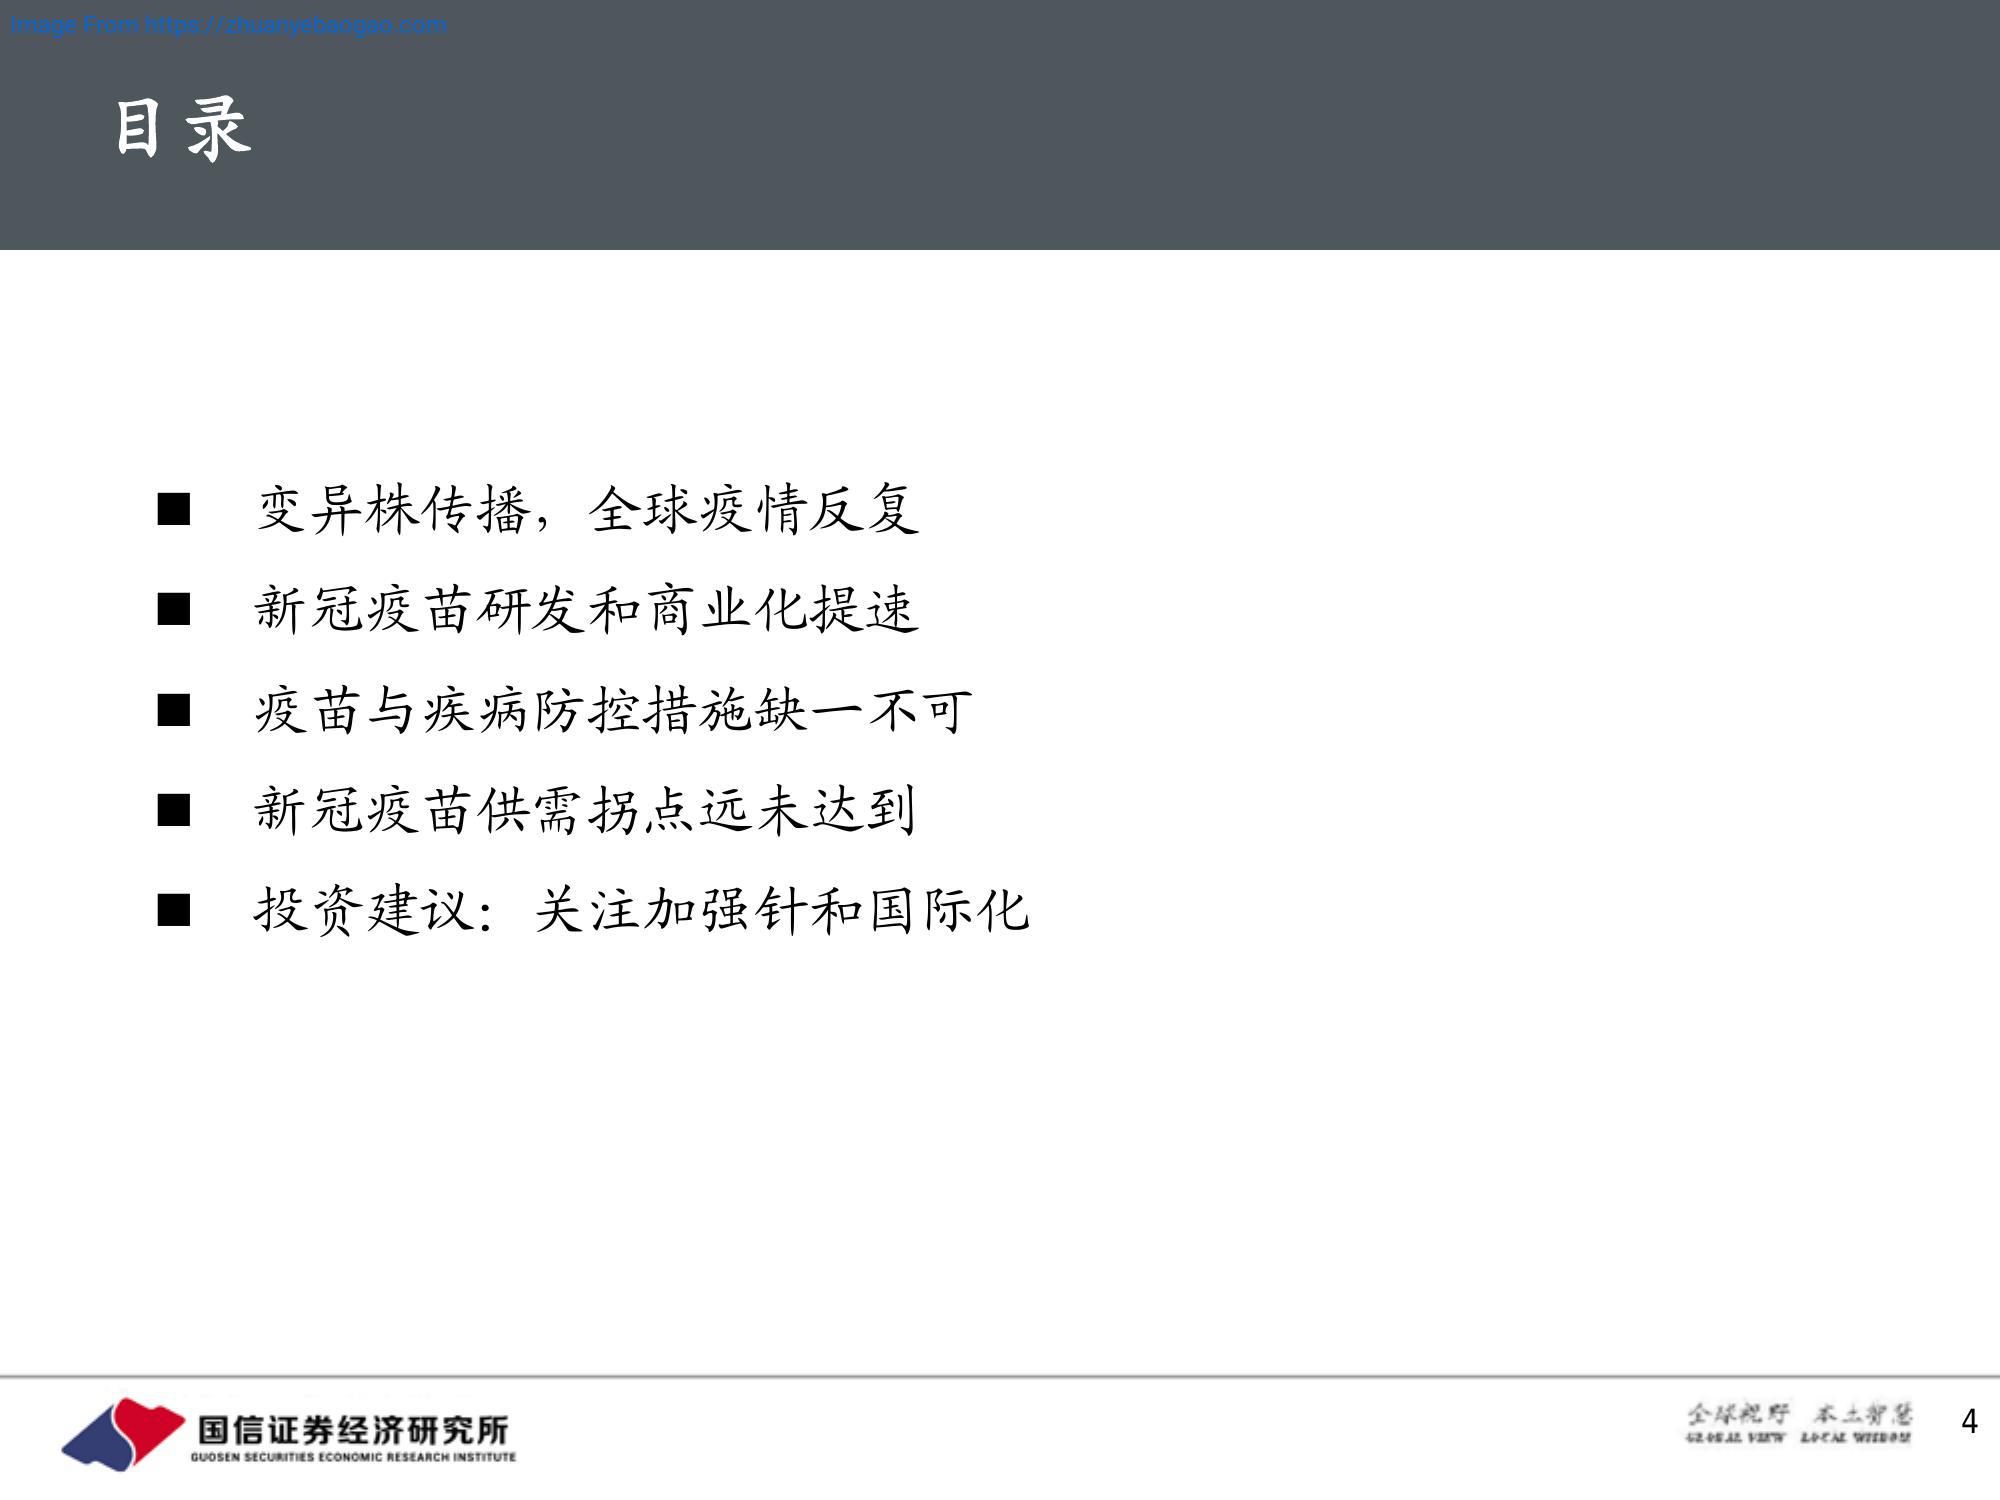 Image From https://zhuanyebaogao.com
目录
■ 变异株传播，全球疫情反复
■ 新冠疫苗研发和商业化提速
■ 疫苗与疾病防控措施缺一不可
■ 新冠疫苗供需拐点远未达到
■ 投资建议：关注加强针和国际化
国信证券经济研究所
GUOSEN SECURITIES ECONOMIC RESEARCH INSTITUTE
全球视野 本土智慧
GLOBAL VIEW LOCAL WISDOM
4